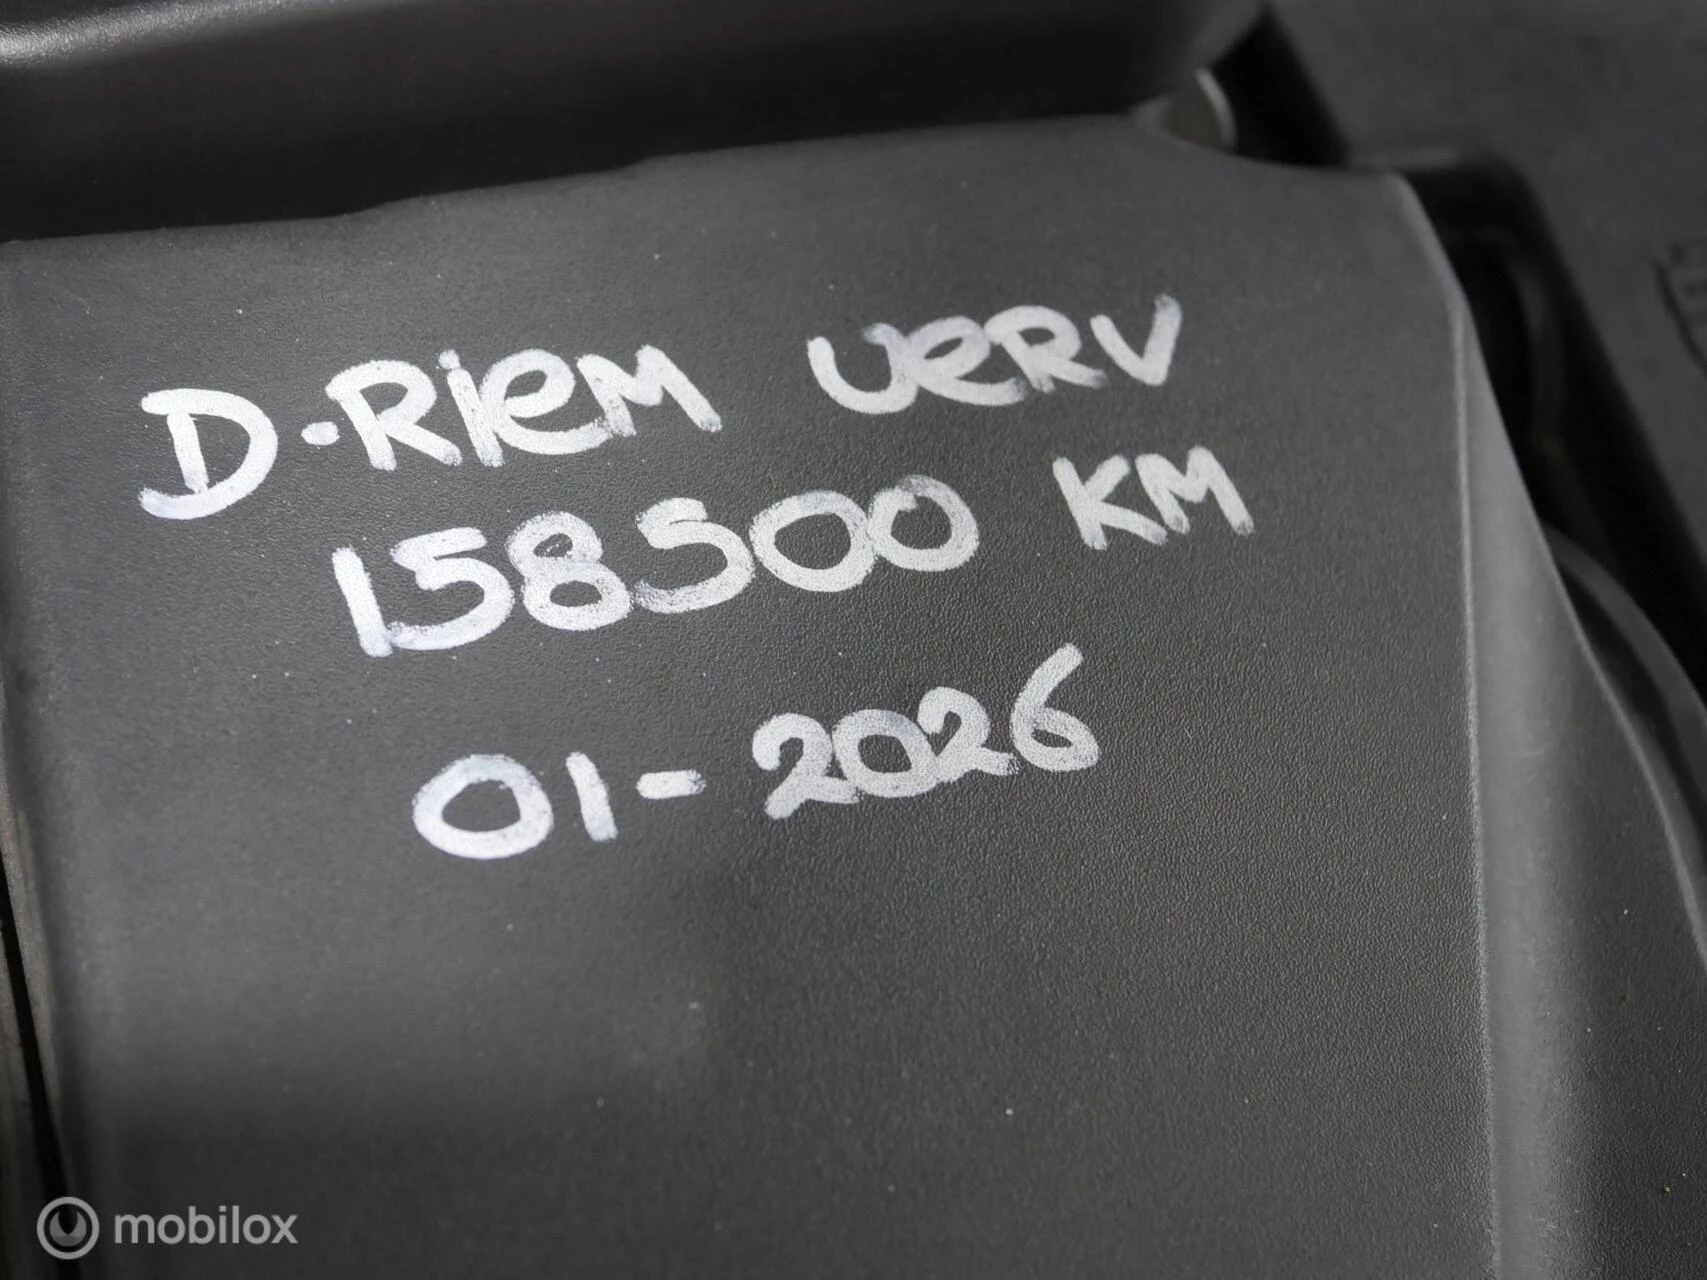 D-RieM VERV
158500 KM
01-2026
mobilox